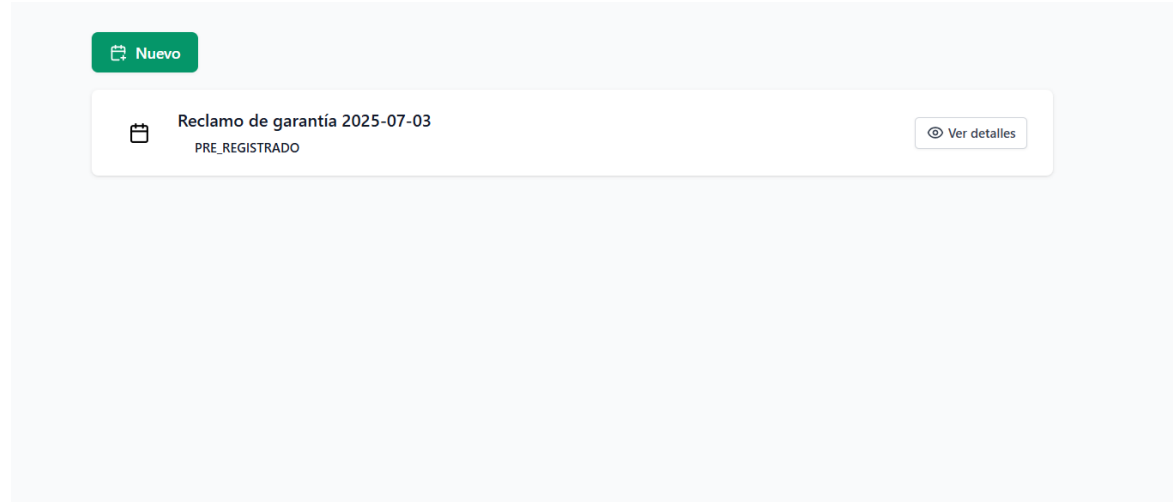 Nuevo
Reclamo de garantía 2025-07-03
PRE_REGISTRADO
Ver detalles